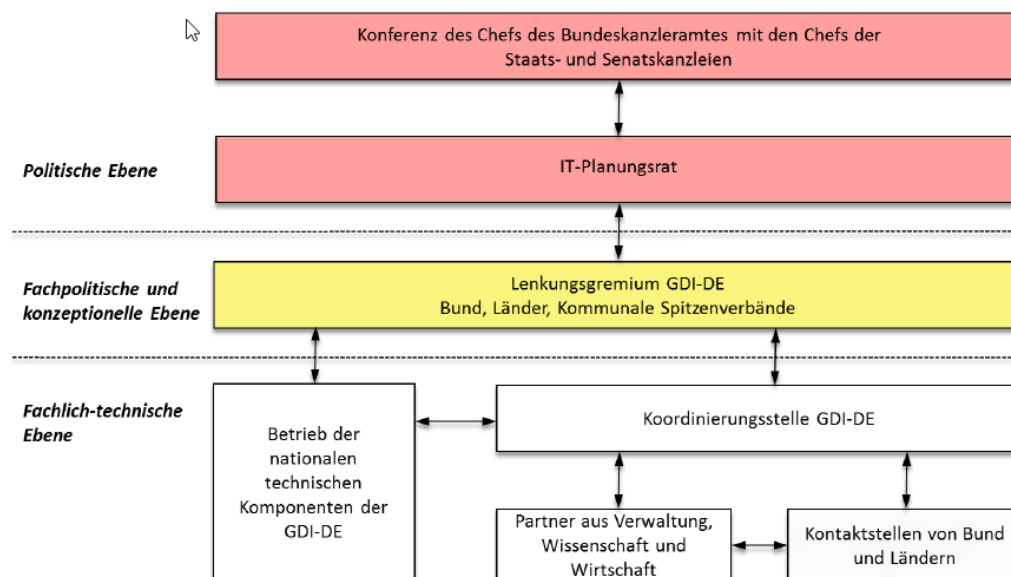 Konferenz des Chefs des Bundeskanzleramtes mit den Chefs der
Staats- und Senatskanzleien
Politische Ebene
IT-Planungsrat
Fachpolitische und
konzeptionelle Ebene
Lenkungsgremium GDI-DE
Bund, Länder, Kommunale Spitzenverbände
Fachlich-technische
Ebene
Betrieb der
nationalen
technischen
Komponenten der
GDI-DE
Koordinierungsstelle GDI-DE
Partner aus Verwaltung,
Wissenschaft und
Wirtschaft
Kontaktstellen von Bund
und Ländern